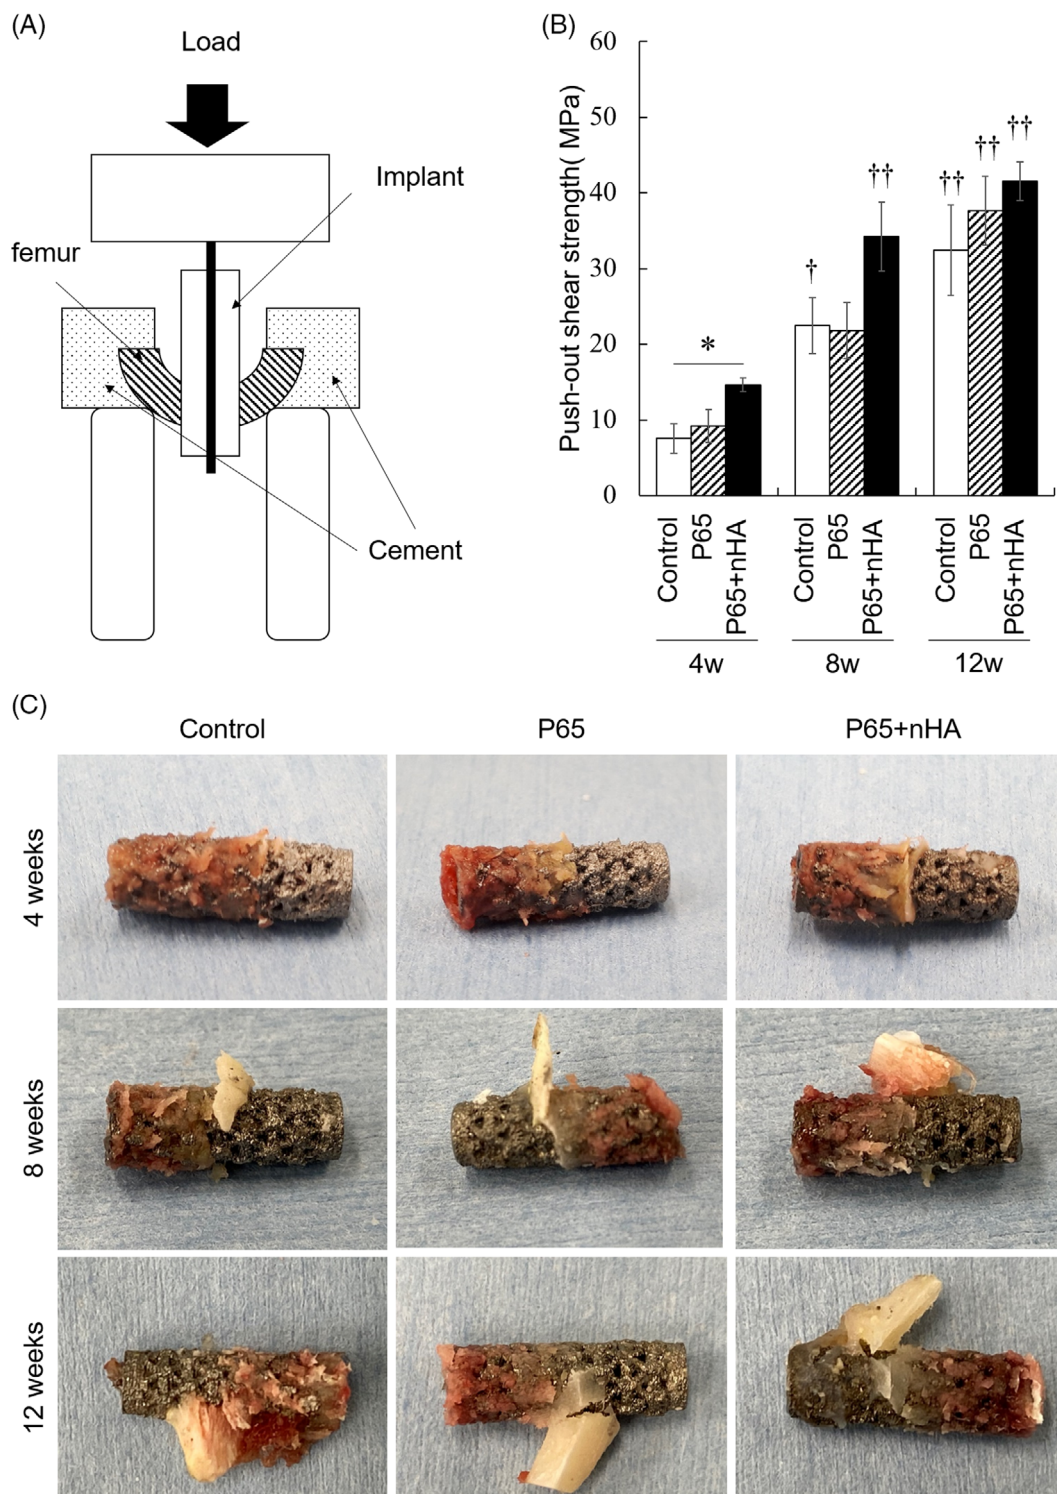 (A)
Load
Implant
femur
Cement
(B)
Push-out shear strength( MPa)
60
50
40
30
20
10
0
*
†
††
††
††
††
Control
P65
P65+nHA
Control
P65
P65+nHA
Control
P65
P65+nHA
4w
8w
12w
(C)
Control
P65
P65+nHA
4 weeks
8 weeks
12 weeks